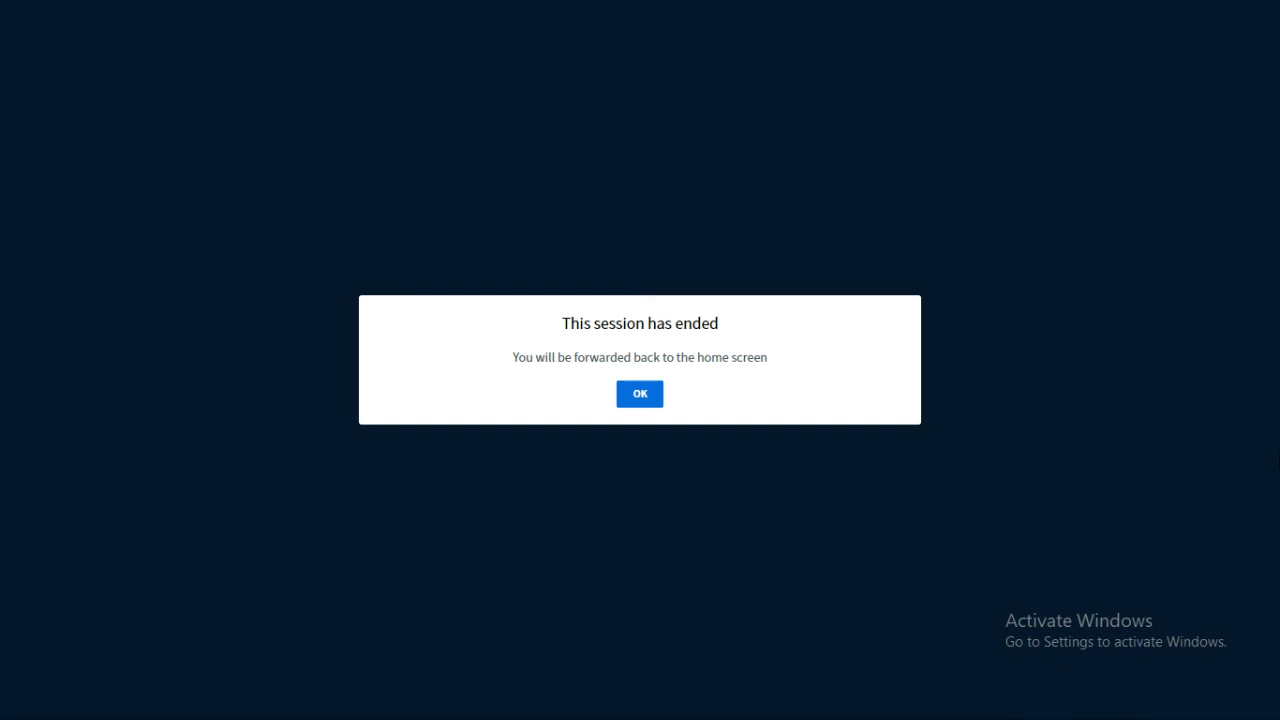 This session has ended
You will be forwarded back to the home screen
OK
Activate Windows
Go to Settings to activate Windows.